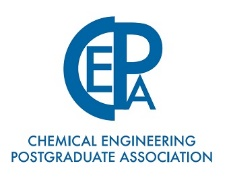 CEPA
CHEMICAL ENGINEERING
POSTGRADUATE ASSOCIATION